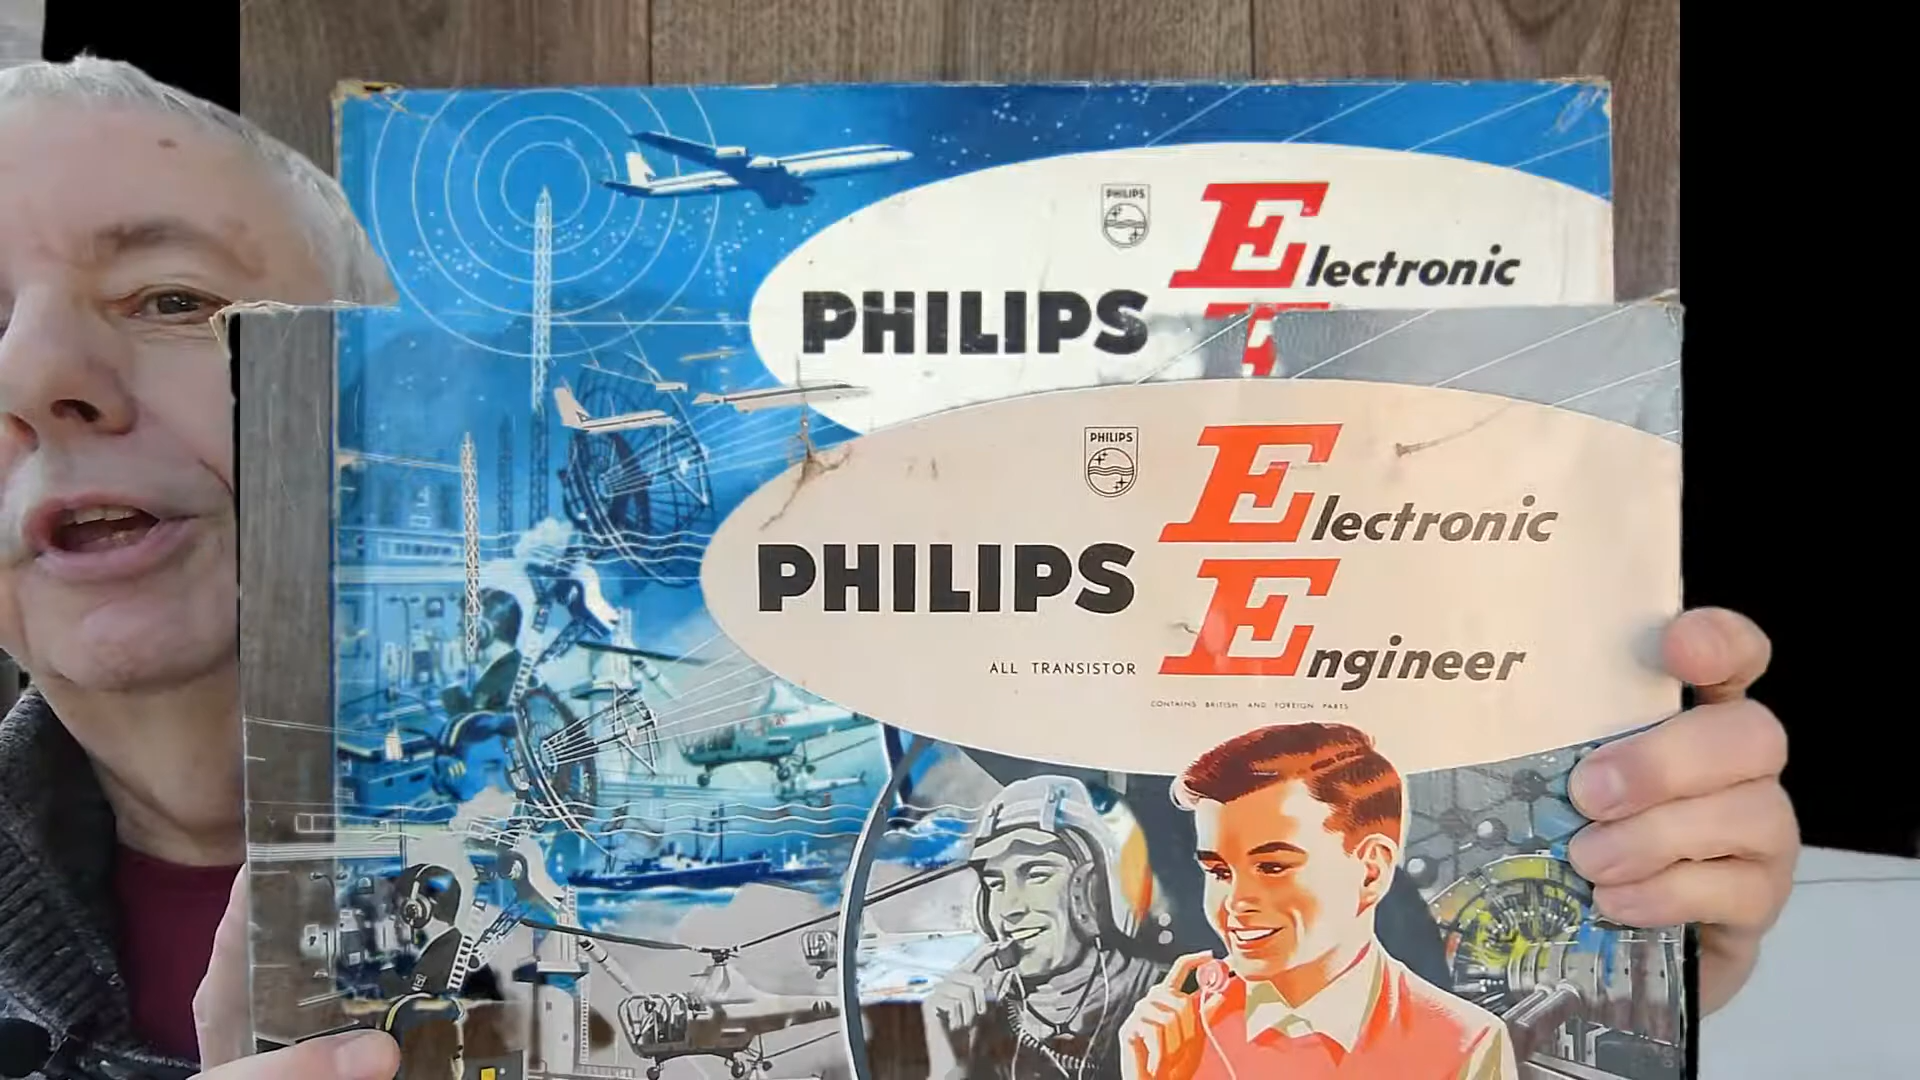 PHILIPS
Electronic
PHILIPS
E
PHILIPS
Electronic
PHILIPS
Engineer
ALL TRANSISTOR
CONTAINS BRITISH AND FOREIGN PARTS